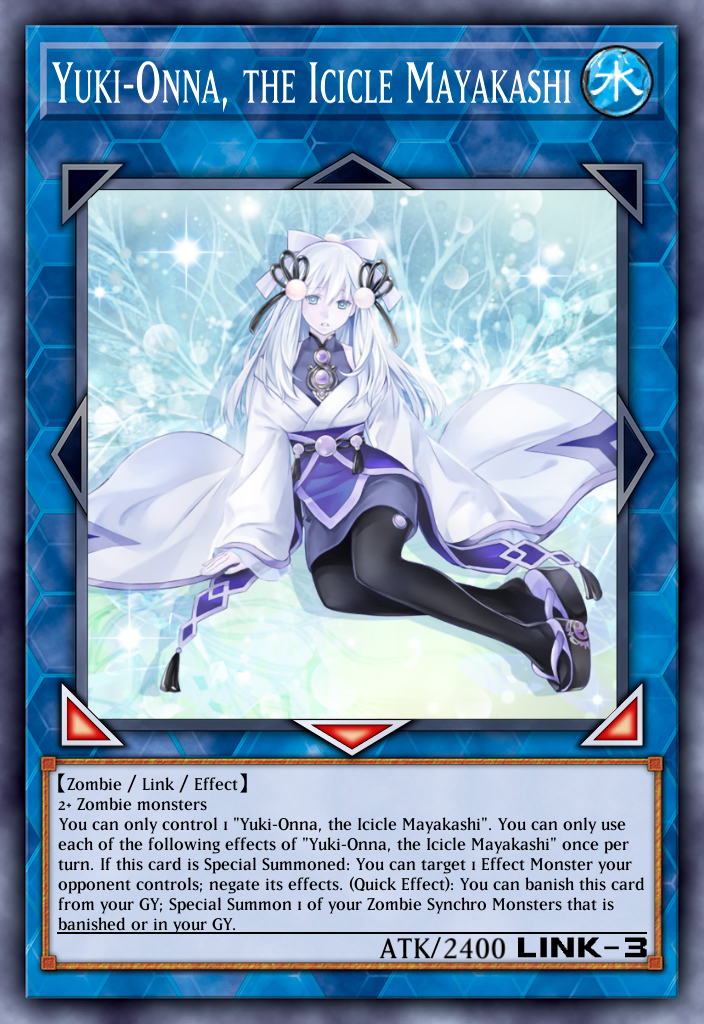 Yuki-Onna, the Icicle Mayakashi
水
【Zombie / Link / Effect】
2+ Zombie monsters
You can only control 1 "Yuki-Onna, the Icicle Mayakashi". You can only use
each of the following effects of "Yuki-Onna, the Icicle Mayakashi" once per
turn. If this card is Special Summoned: You can target 1 Effect Monster your
opponent controls; negate its effects. (Quick Effect): You can banish this card
from your GY; Special Summon 1 of your Zombie Synchro Monsters that is
banished or in your GY.
ATK/2400 LINK-3